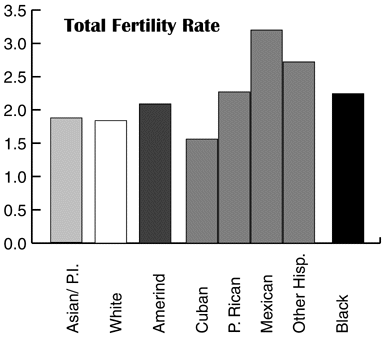 Total Fertility Rate
3.5
3.0
2.5
2.0
1.5
1.0
0.5
0.0
Asian/ P.I.
White
Amerind
Cuban
P. Rican
Mexican
Other Hisp.
Black